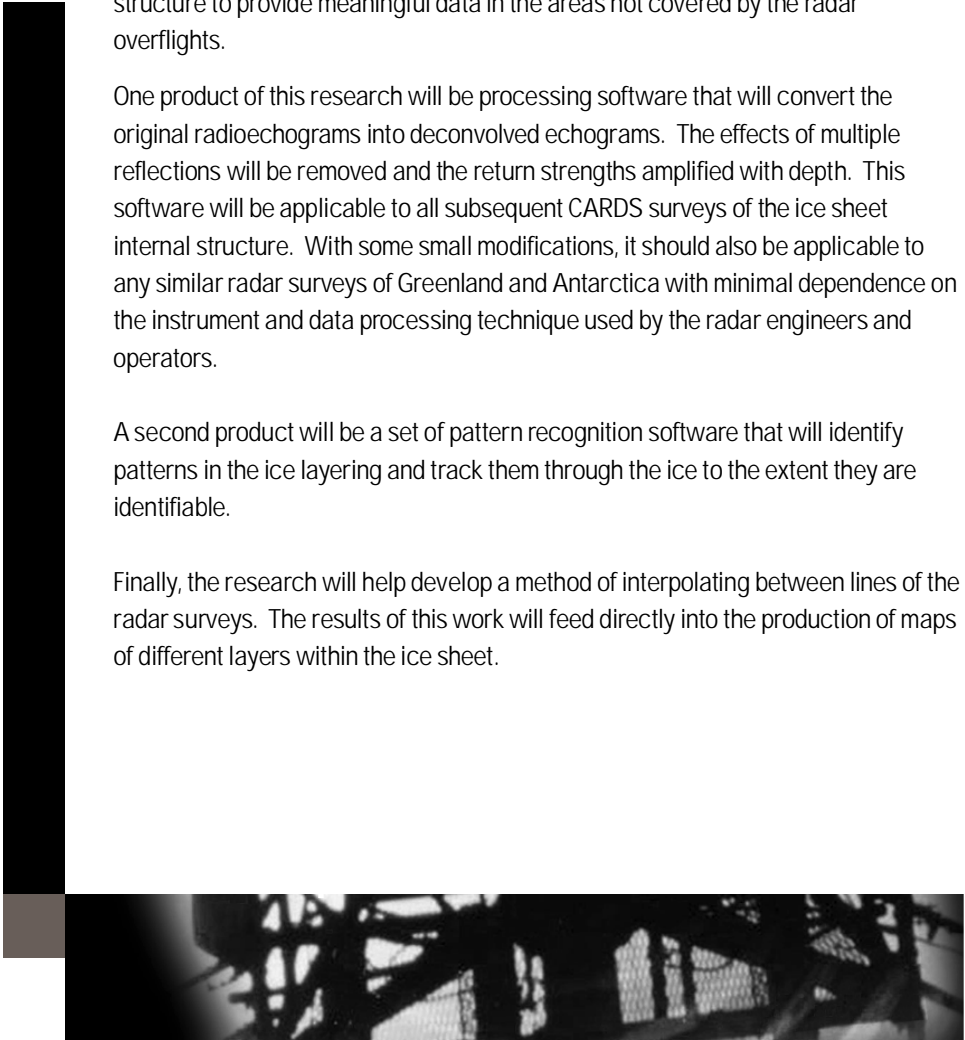 structure to provide meaningful data in the areas not covered by the radar
overflights.
One product of this research will be processing software that will convert the
original radioechograms into deconvolved echograms.  The effects of multiple
reflections will be removed and the return strengths amplified with depth.  This
software will be applicable to all subsequent CARDS surveys of the ice sheet
internal structure.  With some small modifications, it should also be applicable to
any similar radar surveys of Greenland and Antarctica with minimal dependence on
the instrument and data processing technique used by the radar engineers and
operators.
A second product will be a set of pattern recognition software that will identify
patterns in the ice layering and track them through the ice to the extent they are
identifiable.
Finally, the research will help develop a method of interpolating between lines of the
radar surveys.  The results of this work will feed directly into the production of maps
of different layers within the ice sheet.